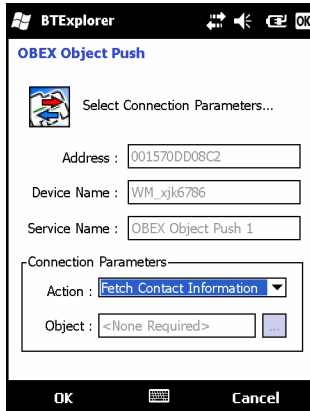 BTExplorer OK
OBEX Object Push
Select Connection Parameters...
Address : 001570DD08C2
Device Name : WM_xjk6786
Service Name : OBEX Object Push 1
Connection Parameters
Action : Fetch Contact Information
Object : <None Required> ...
OK Cancel